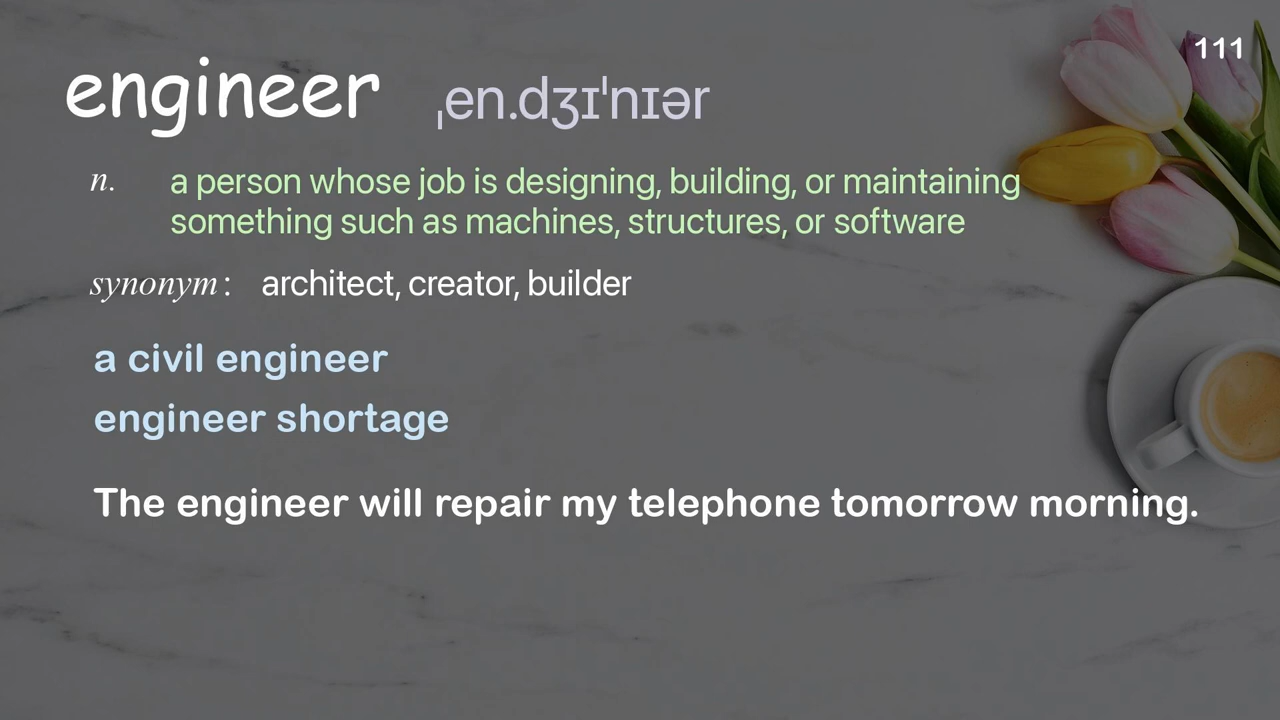 111
engineer ˌen.dʒɪˈnɪər
n. a person whose job is designing, building, or maintaining
something such as machines, structures, or software
synonym : architect, creator, builder
a civil engineer
engineer shortage
The engineer will repair my telephone tomorrow morning.